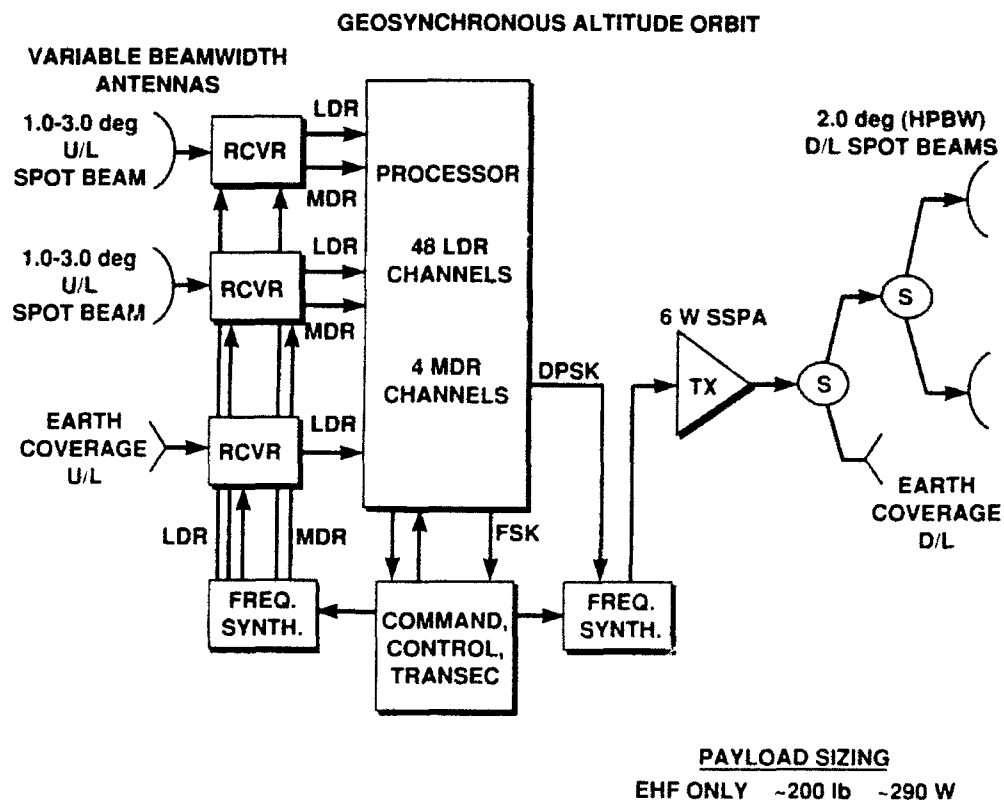 GEOSYNCHRONOUS ALTITUDE ORBIT
VARIABLE BEAMWIDTH
ANTENNAS
1.0-3.0 deg
U/L
SPOT BEAM
RCVR
LDR
MDR
1.0-3.0 deg
U/L
SPOT BEAM
RCVR
LDR
MDR
EARTH
COVERAGE
U/L
RCVR
LDR
LDR
MDR
FREQ.
SYNTH.
PROCESSOR
48 LDR
CHANNELS
4 MDR
CHANNELS
DPSK
FSK
COMMAND,
CONTROL,
TRANSEC
FREQ.
SYNTH.
6 W SSPA
TX
S
S
2.0 deg (HPBW)
D/L SPOT BEAMS
EARTH
COVERAGE
D/L
PAYLOAD SIZING
EHF ONLY ~200 lb ~290 W